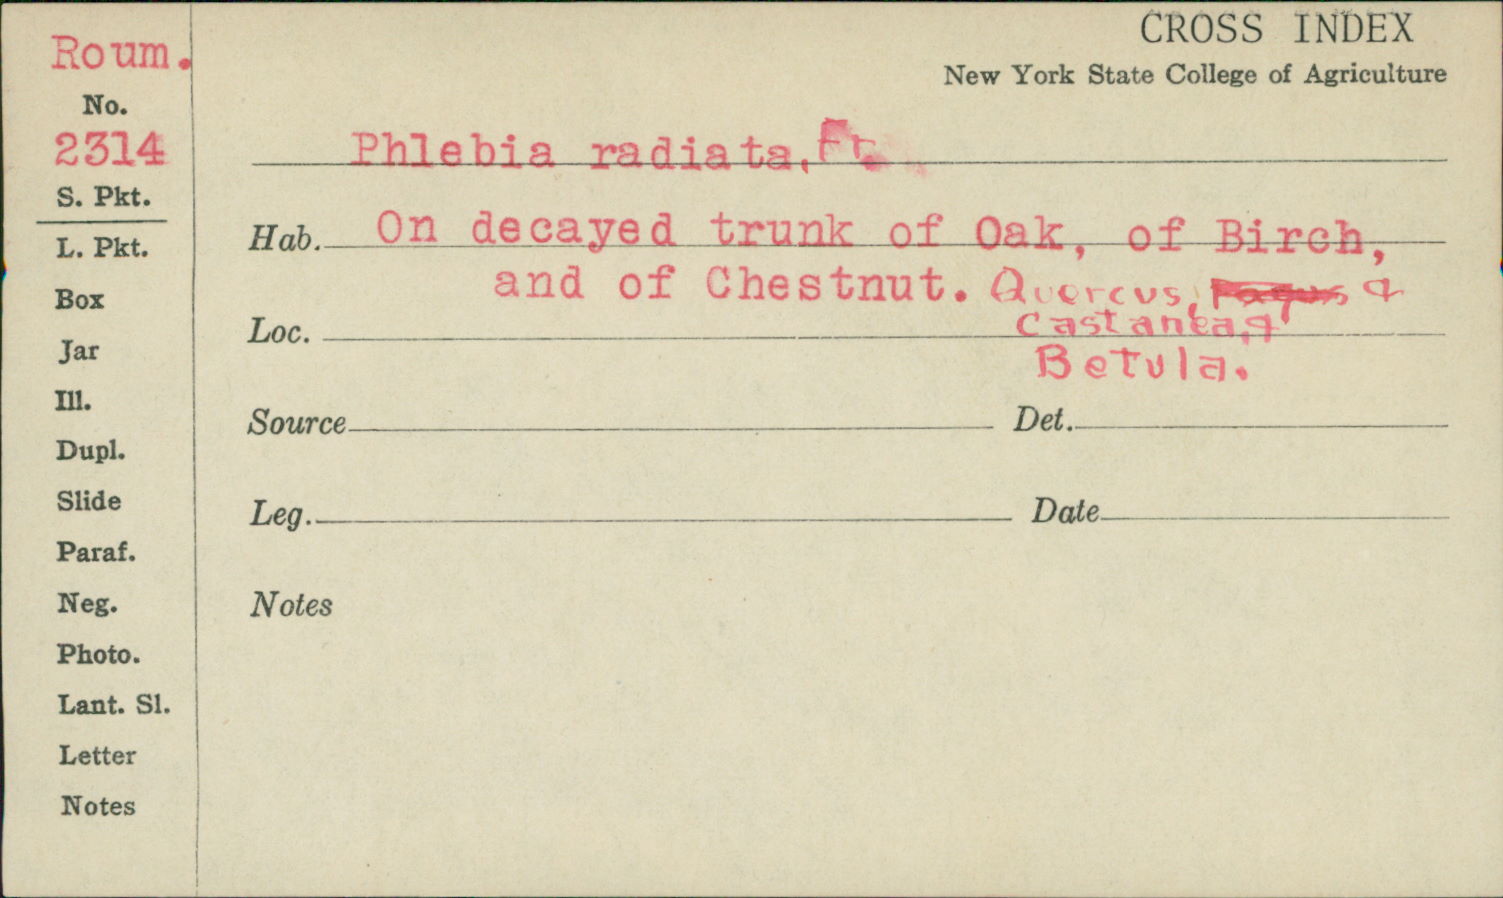 CROSS INDEX
New York State College of Agriculture
Roum.
No.
2314
S. Pkt.
L. Pkt.
Box
Jar
Ill.
Dupl.
Slide
Paraf.
Neg.
Photo.
Lant. Sl.
Letter
Notes
Phlebia radiata, Fr.
Hab. On decayed trunk of Oak, of Birch,
and of Chestnut. Quercus, Fagus &
Loc. Castanea, &
Betula.
Source Det.
Leg. Date
Notes